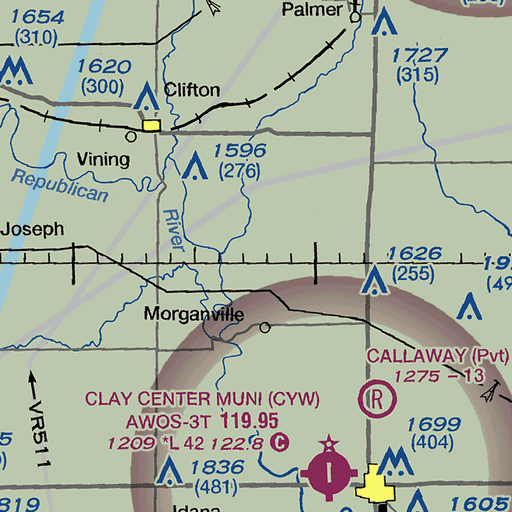 Palmer
1654
(310)
1727
(315)
1620
(300)
Clifton
1596
(276)
Vining
Republican
River
Joseph
1626
(255)
Morganville
CALLAWAY (Pvt)
1275 - 13
R
CLAY CENTER MUNI (CYW)
AWOS-3T 119.95
1209 *L 42 122.8 C
VR511
1699
(404)
1836
(481)
1605
819
Idana